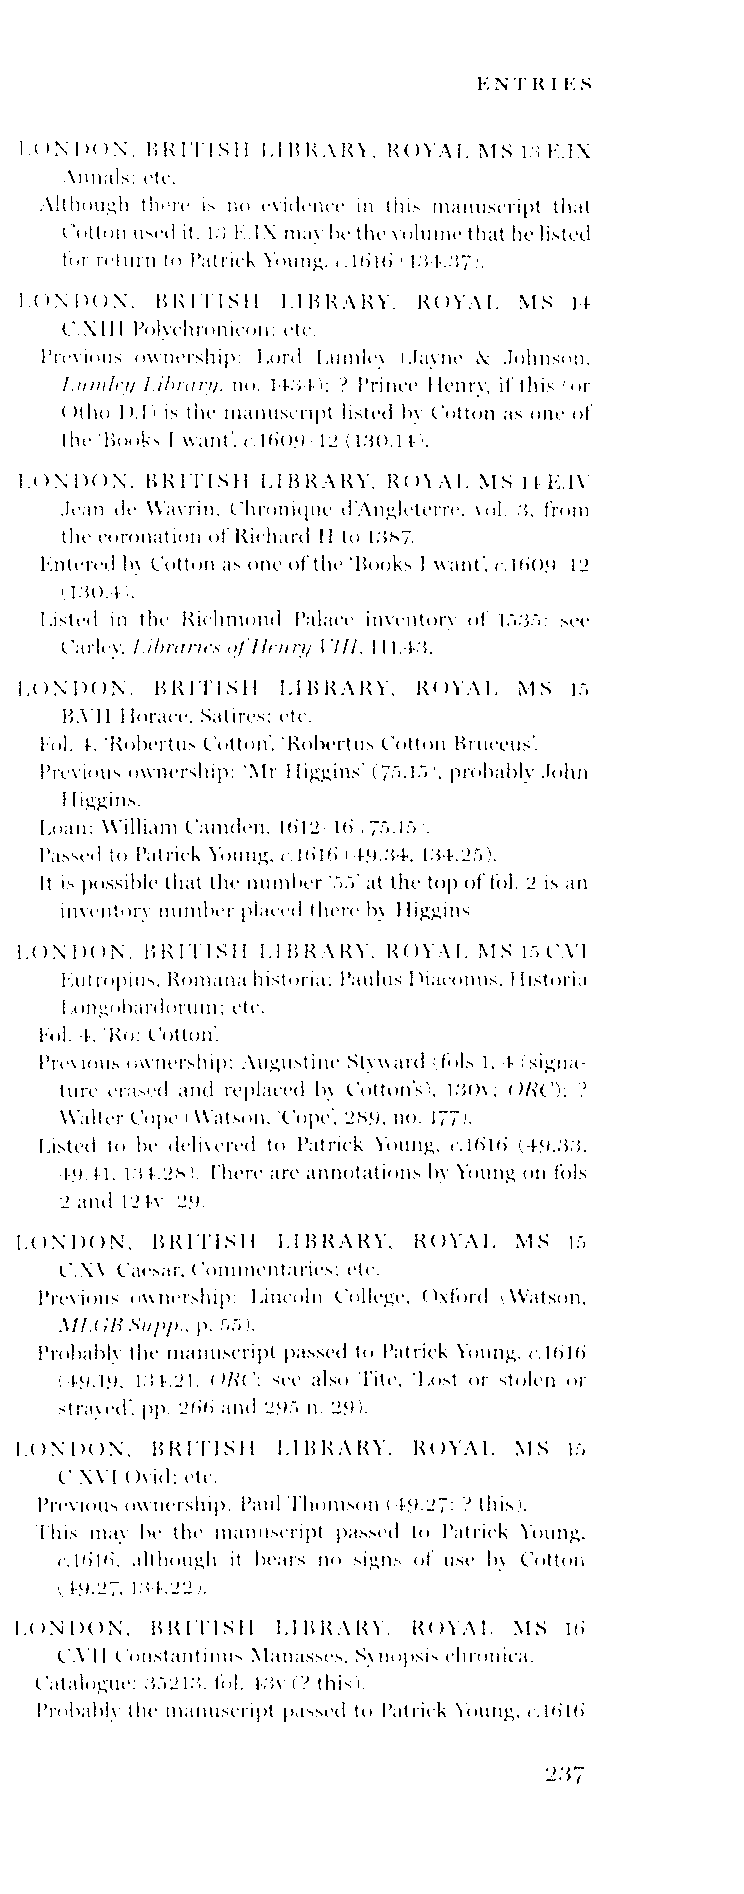 ENTRIES
LONDON, BRITISH LIBRARY, ROYAL MS 13 E.IX
Annals; etc.
Although there is no evidence in this manuscript that
Cotton used it, 13 E.IX may be the volume that he listed
for return to Patrick Young, c.1616 (134.37).
LONDON, BRITISH LIBRARY, ROYAL MS 14
C.XIII Polychronicon; etc.
Previous ownership: Lord Lumley (Jayne & Johnson,
Lumley Library, no. 1434); ? Prince Henry, if this (or
Otho D.I) is the manuscript listed by Cotton as one of
the 'Books I want', c.1609–12 (130.14).
LONDON, BRITISH LIBRARY, ROYAL MS 14 E.IV
Jean de Wavrin, Chronique d'Angleterre, vol. 3, from
the coronation of Richard II to 1387.
Entered by Cotton as one of the 'Books I want', c.1609–12
(130.4).
Listed in the Richmond Palace inventory of 1535: see
Carley, Libraries of Henry VIII, H1.43.
LONDON, BRITISH LIBRARY, ROYAL MS 15
B.VII Horace, Satires; etc.
Fol. 4, 'Robertus Cotton', 'Robertus Cotton Bruceus'.
Previous ownership: 'Mr Higgins' (75.15), probably John
Higgins.
Loan: William Camden, 1612–16 (75.15).
Passed to Patrick Young, c.1616 (49.34, 134.25).
It is possible that the number '55' at the top of fol. 2 is an
inventory number placed there by Higgins
LONDON, BRITISH LIBRARY, ROYAL MS 15 C.VI
Eutropius, Romana historia; Paulus Diaconus, Historia
Longobardorum; etc.
Fol. 4, 'Ro: Cotton'.
Previous ownership: Augustine Styward (fols 1, 4 (signa-
ture erased and replaced by Cotton's), 130v; ORC); ?
Walter Cope (Watson, 'Cope', 289, no. 177).
Listed to be delivered to Patrick Young, c.1616 (49.33,
49.41, 134.28). There are annotations by Young on fols
2 and 124v–29.
LONDON, BRITISH LIBRARY, ROYAL MS 15
C.XV Caesar, Commentaries; etc.
Previous ownership: Lincoln College, Oxford (Watson,
MLGB Supp., p. 55).
Probably the manuscript passed to Patrick Young, c.1616
(49.19, 134.21, ORC; see also Tite, 'Lost or stolen or
strayed', pp. 266 and 295 n. 29).
LONDON, BRITISH LIBRARY, ROYAL MS 15
C.XVI Ovid; etc.
Previous ownership. Paul Thomson (49.27: ? this).
This may be the manuscript passed to Patrick Young,
c.1616, although it bears no signs of use by Cotton
(49.27, 134.22).
LONDON, BRITISH LIBRARY, ROYAL MS 16
C.VII Constantinus Manasses, Synopsis chronica.
Catalogue: 35213, fol. 43v (? this).
Probably the manuscript passed to Patrick Young, c.1616
237